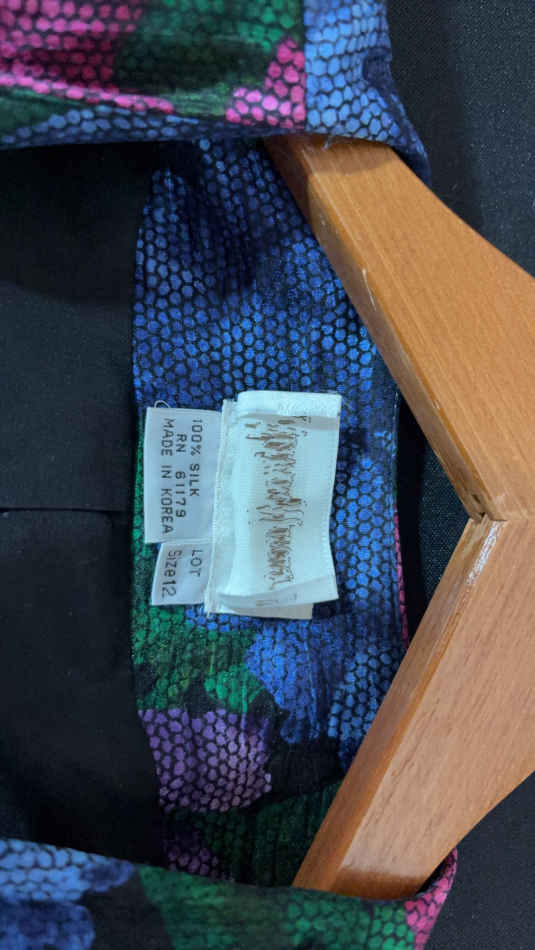 100% SILK
RN 61179
MADE IN KOREA
LOT
Size12